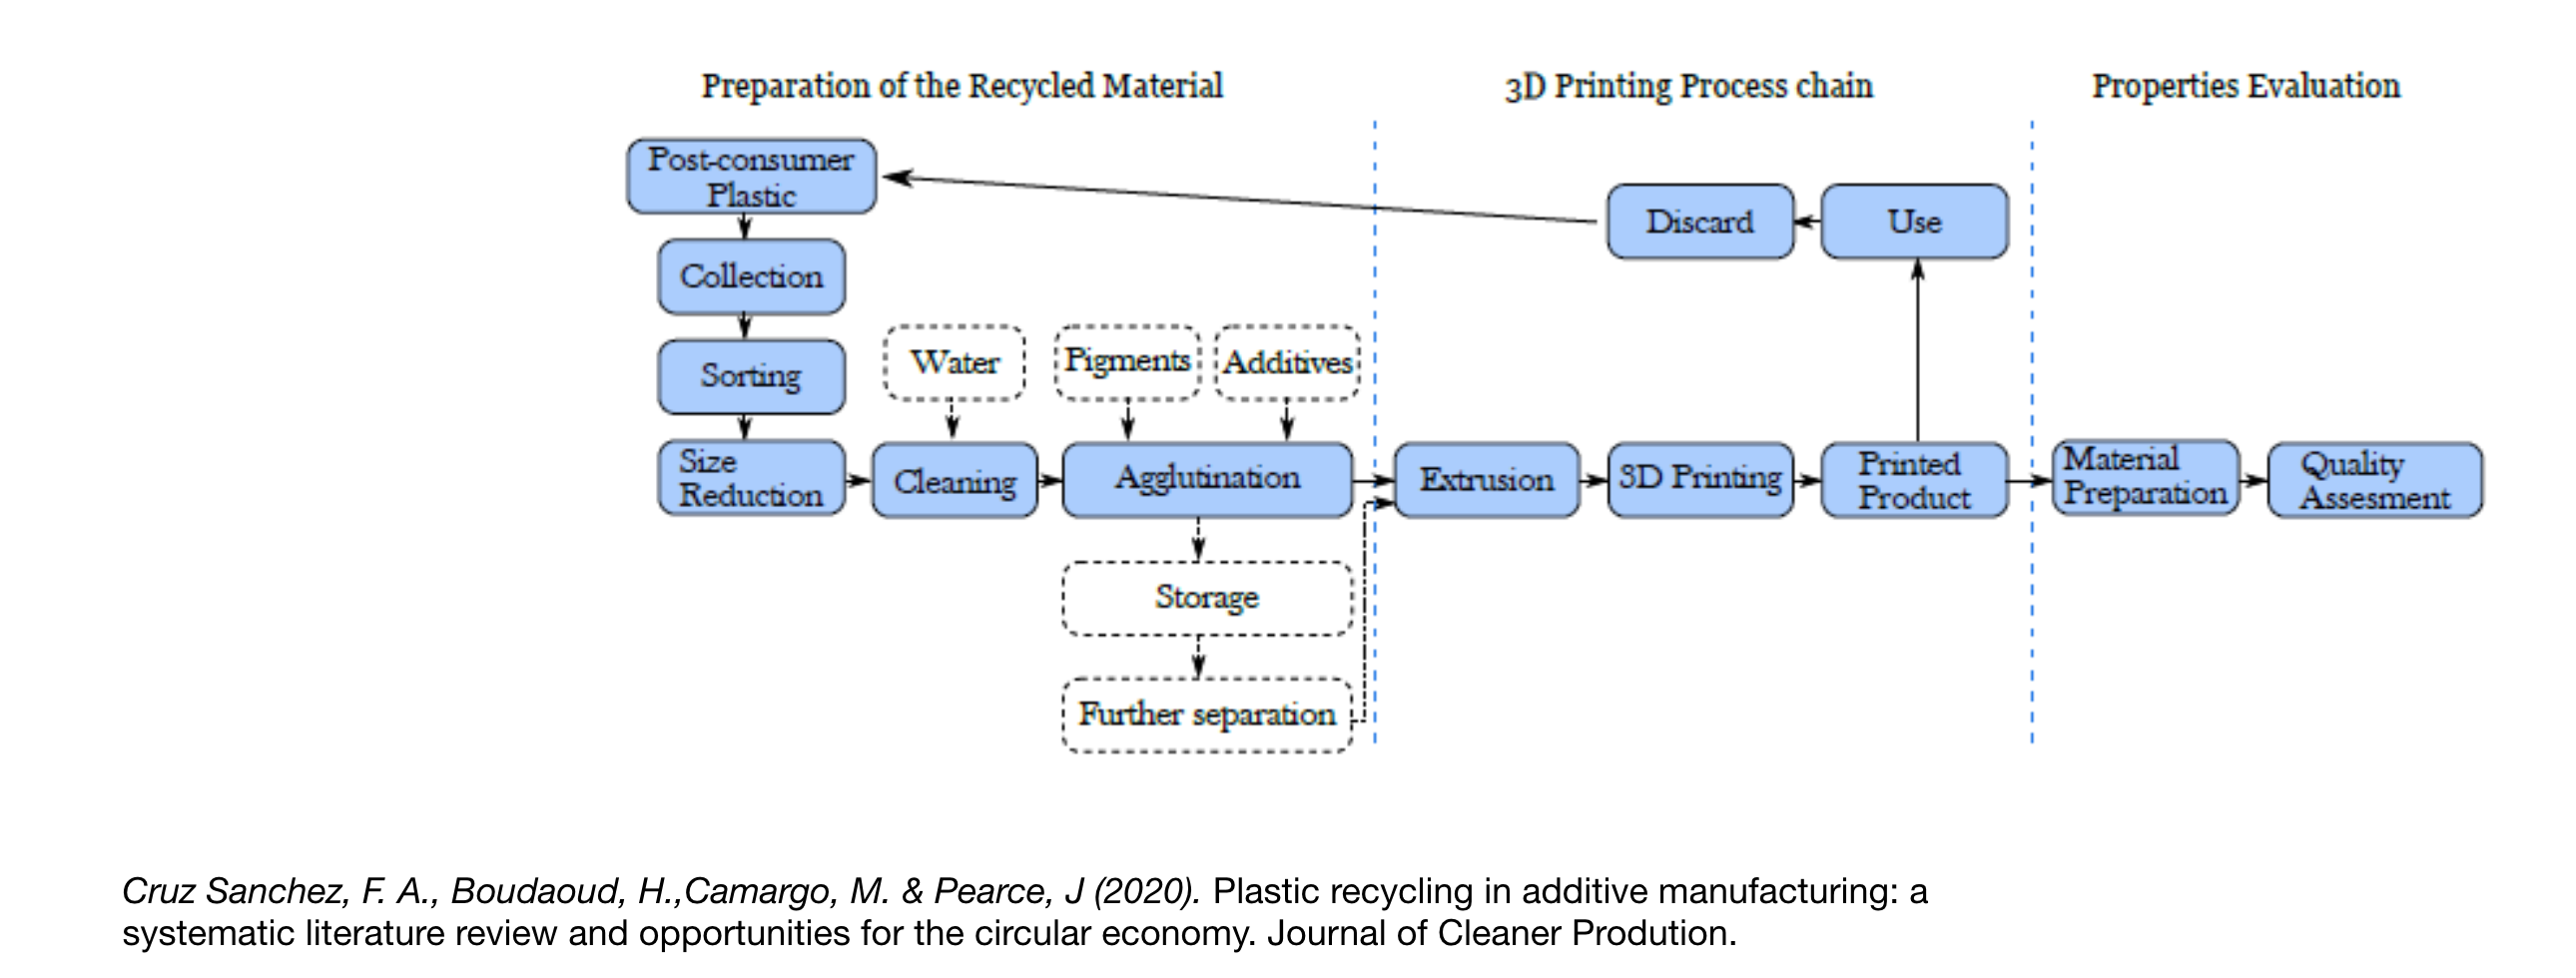 Preparation of the Recycled Material
3D Printing Process chain
Properties Evaluation
Post-consumer
Plastic
Collection
Sorting
Size
Reduction
Water
Pigments
Additives
Cleaning
Agglutination
Storage
Further separation
Discard
Use
Extrusion
3D Printing
Printed
Product
Material
Preparation
Quality
Assesment
Cruz Sanchez, F. A., Boudaoud, H.,Camargo, M. & Pearce, J (2020). Plastic recycling in additive manufacturing: a
systematic literature review and opportunities for the circular economy. Journal of Cleaner Prodution.